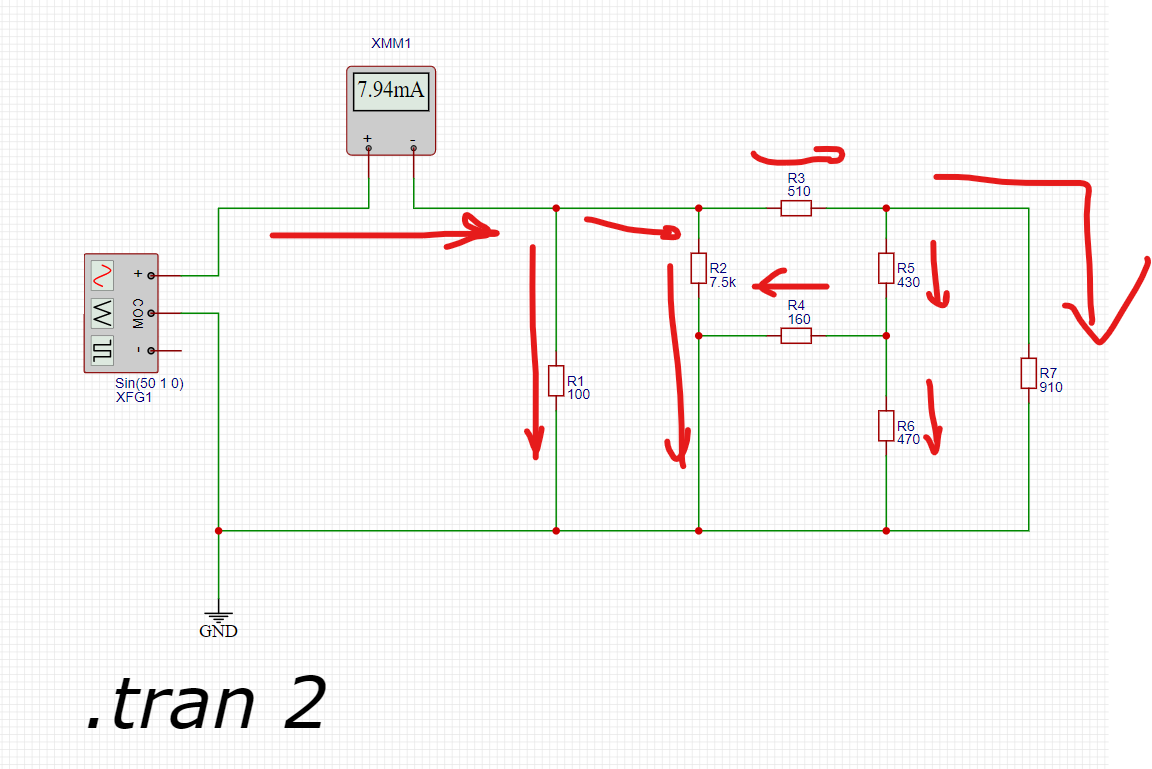 XMM1
7.94mA
+ -
R3
510
+
COM
-
R2
7.5k
R5
430
R4
160
Sin(50 1 0)
XFG1
R1
100
R7
910
R6
470
GND
.tran 2